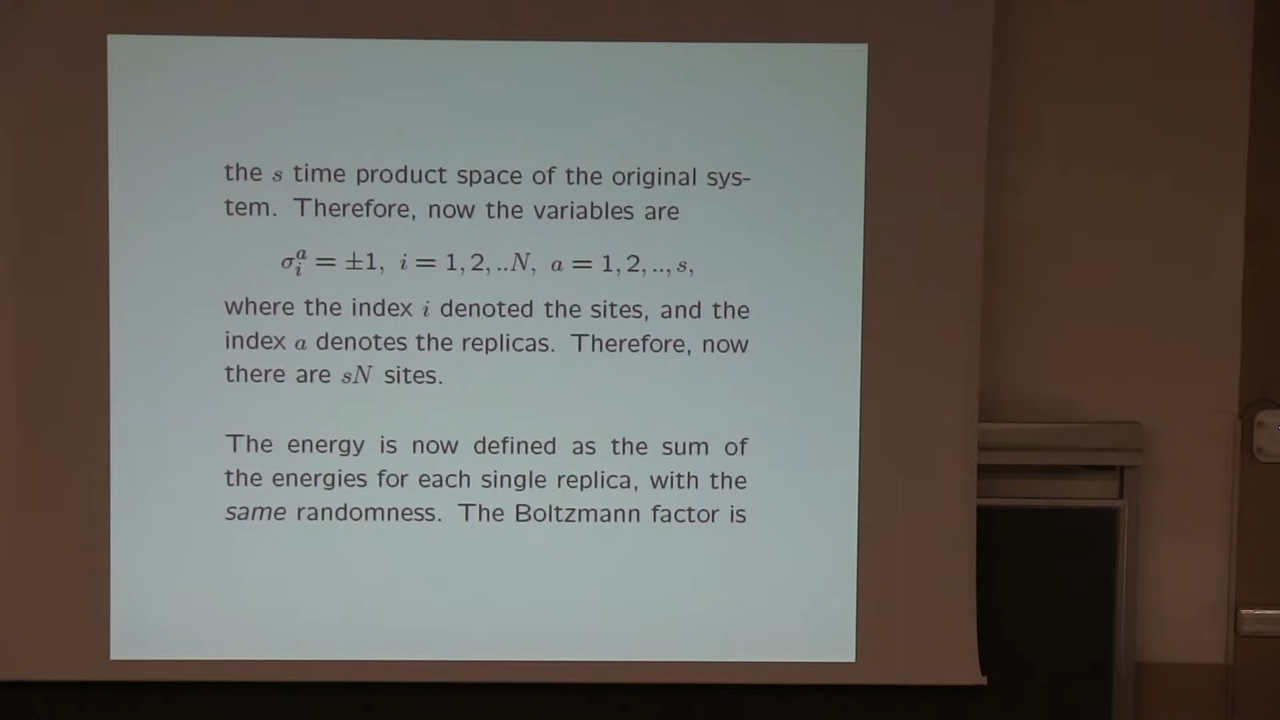 the s time product space of the original sys-
tem. Therefore, now the variables are
σ_i^a = ±1, i = 1, 2, ..N, a = 1, 2, .., s,
where the index i denoted the sites, and the
index a denotes the replicas. Therefore, now
there are sN sites.
The energy is now defined as the sum of
the energies for each single replica, with the
same randomness. The Boltzmann factor is